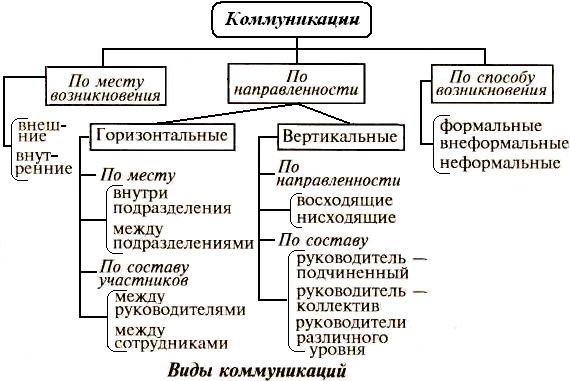 Коммуникации
По месту
возникновения
внеш-
ние
внут-
ренние
По
направленности
Горизонтальные
По месту
внутри
подразделения
между
подразделениями
По составу
участников
между
руководителями
между
сотрудниками
Вертикальные
По
направленности
восходящие
нисходящие
По составу
руководитель —
подчиненный
руководитель —
коллектив
руководители
различного
уровня
По способу
возникновения
формальные
внеформальные
неформальные
Виды коммуникаций